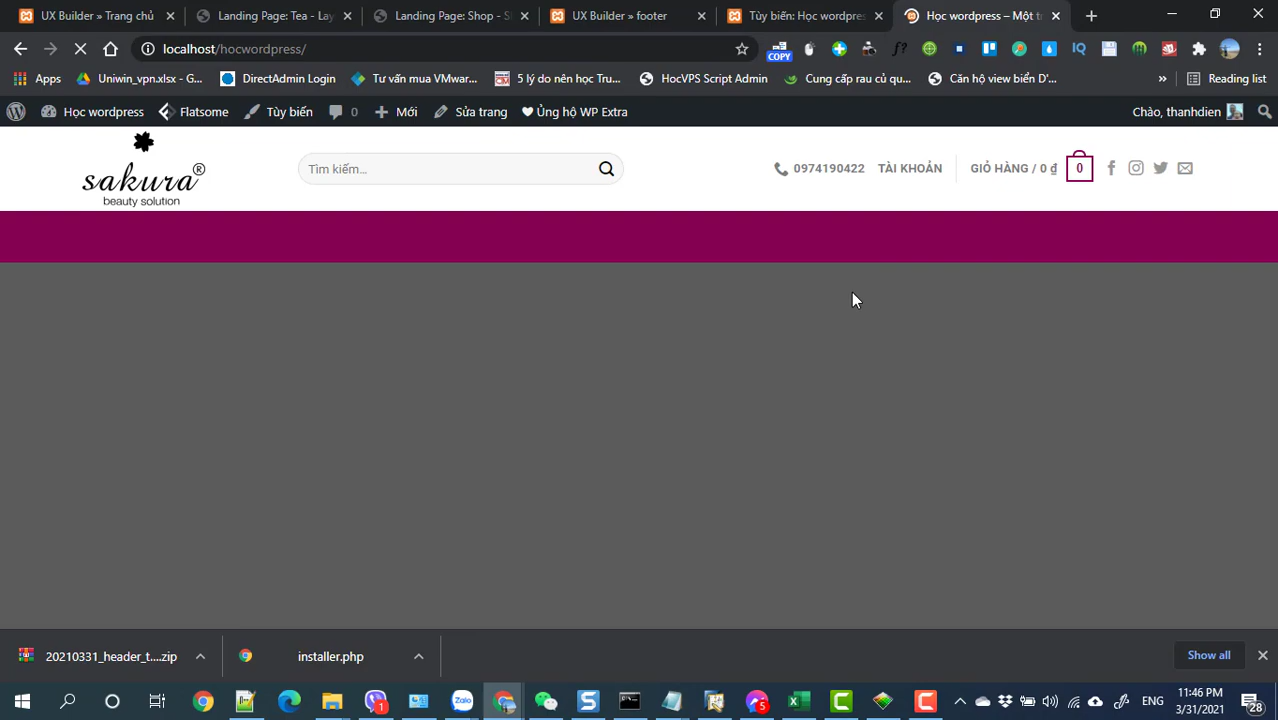 UX Builder » Trang chủ
Landing Page: Tea - Lay
Landing Page: Shop - S
UX Builder » footer
Tùy biến: Học wordpres
Học wordpress – Một t
localhost/hocwordpress/
COPY
f?
IQ
Apps
Uniwin_vpn.xlsx - G...
DirectAdmin Login
Tư vấn mua VMwar...
5 lý do nên học Tru...
HocVPS Script Admin
Cung cấp rau củ qu...
Căn hộ view biển D'...
»
Reading list
Học wordpress
Flatsome
Tùy biến
0
Mới
Sửa trang
Ủng hộ WP Extra
Chào, thanhdien
sakura®
beauty solution
Tìm kiếm...
0974190422
TÀI KHOẢN
GIỎ HÀNG / 0 ₫
0
20210331_header_t....zip
installer.php
Show all
1
5
ENG
11:46 PM
3/31/2021
28